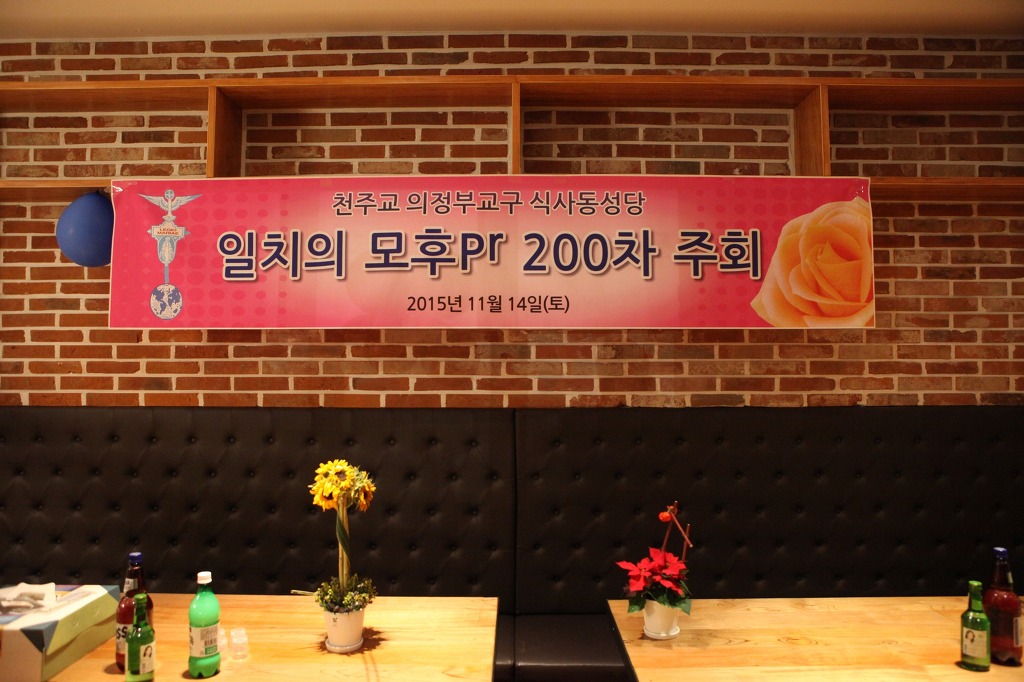 천주교 의정부교구 식사동성당
LEGIO
MARIAE
일치의 모후Pr 200차 주회
2015년 11월 14일(토)